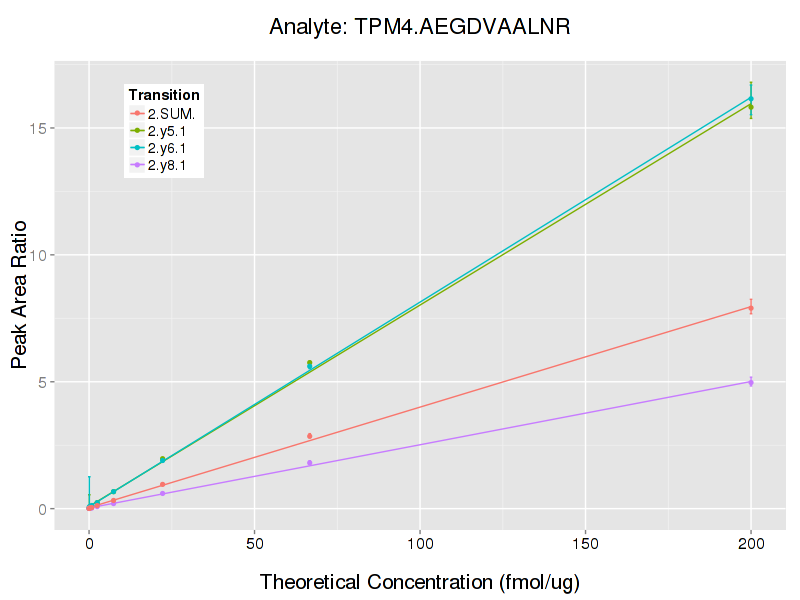 Analyte: TPM4.AEGDVAALNR
Transition
2.SUM.
2.y5.1
2.y6.1
2.y8.1
15
10
5
0
Peak Area Ratio
0 50 100 150 200
Theoretical Concentration (fmol/ug)